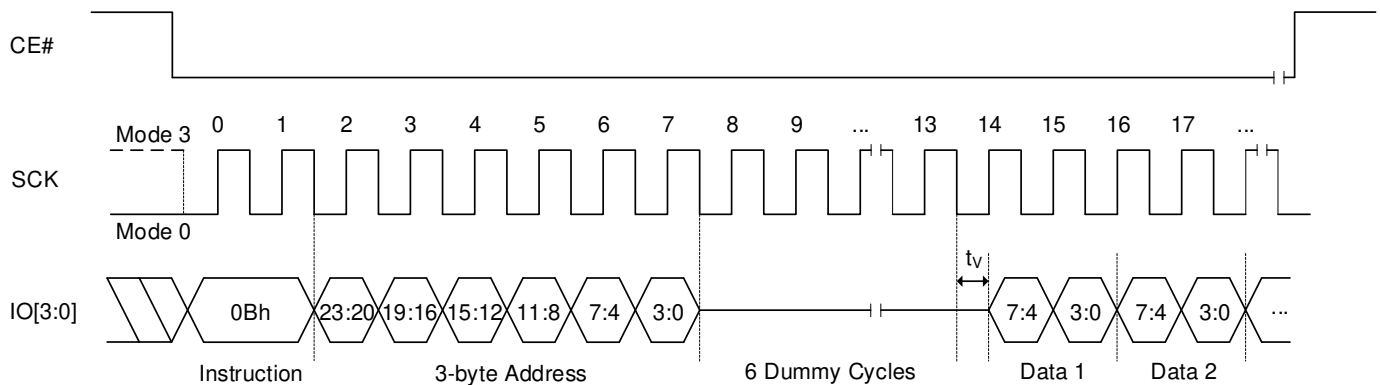 CE#
Mode 3 0 1 2 3 4 5 6 7 8 9 ... 13 14 15 16 17 ...
SCK
Mode 0
tV
IO[3:0] 0Bh 23:20 19:16 15:12 11:8 7:4 3:0 7:4 3:0 7:4 3:0 ...
Instruction 3-byte Address 6 Dummy Cycles Data 1 Data 2